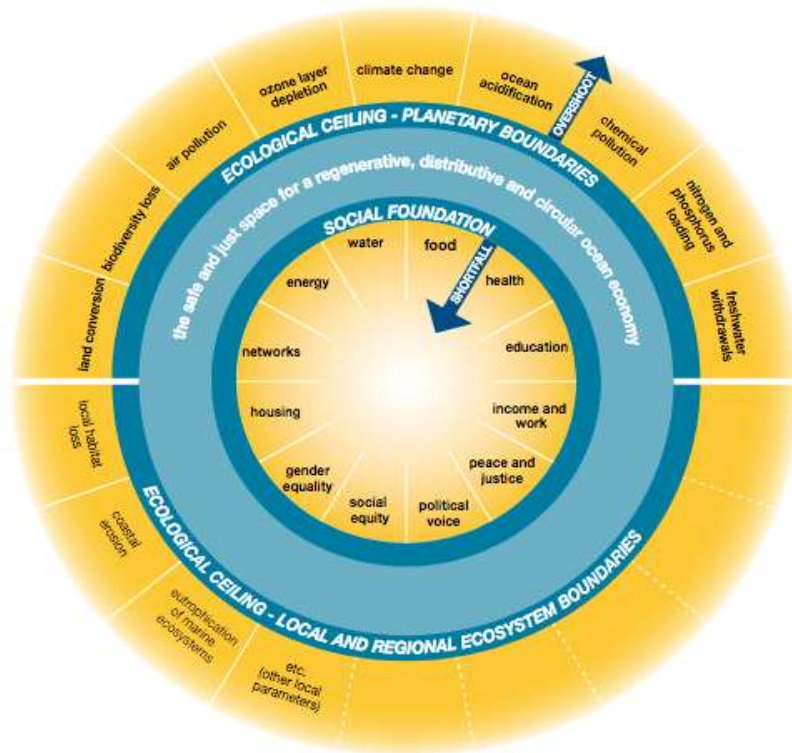 climate change
ocean
acidification
OVERSHOOT
chemical
pollution
nitrogen and
phosphorus
loading
freshwater
withdrawals
ozone layer
depletion
air pollution
biodiversity loss
land conversion
ECOLOGICAL CEILING - PLANETARY BOUNDARIES
the safe and just space for a regenerative, distributive and circular ocean economy
SOCIAL FOUNDATION
water
food
SHORTFALL
health
energy
education
networks
income and
work
housing
peace and
justice
gender
equality
social
equity
political
voice
ECOLOGICAL CEILING - LOCAL AND REGIONAL ECOSYSTEM BOUNDARIES
local habitat
loss
coastal
erosion
eutrophication
of marine
ecosystems
etc.
(other local
parameters)